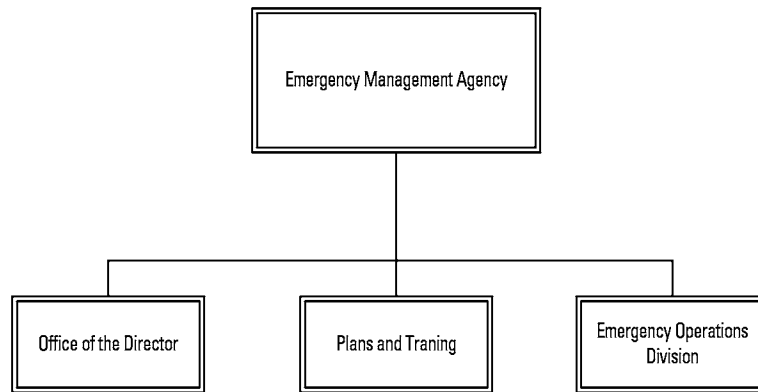 Emergency Management Agency
Office of the Director
Plans and Traning
Emergency Operations
Division